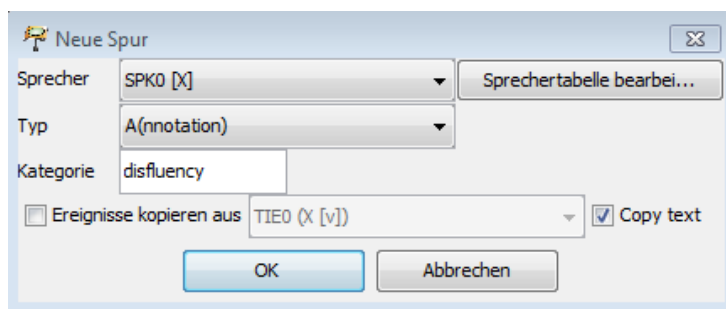 Neue Spur
Sprecher SPK0 [X] Sprechertabelle bearbei...
Typ A(nnotation)
Kategorie disfluency
Ereignisse kopieren aus TIE0 (X [v]) Copy text
OK Abbrechen